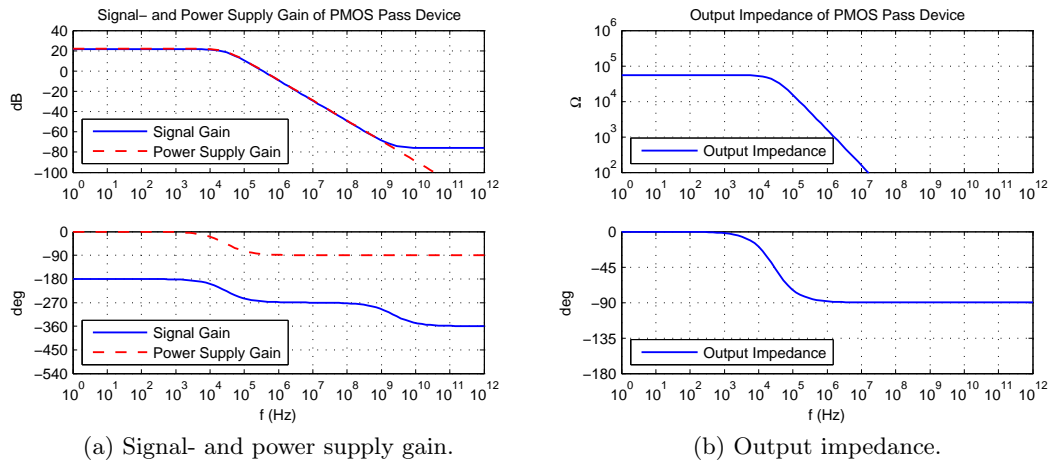 Signal− and Power Supply Gain of PMOS Pass Device
40
20
0
−20
−40
−60
−80
−100
dB
Signal Gain
Power Supply Gain
10^0 10^1 10^2 10^3 10^4 10^5 10^6 10^7 10^8 10^9 10^10 10^11 10^12
0
−90
−180
−270
−360
−450
−540
deg
Signal Gain
Power Supply Gain
10^0 10^1 10^2 10^3 10^4 10^5 10^6 10^7 10^8 10^9 10^10 10^11 10^12
f (Hz)
(a) Signal- and power supply gain.
Output Impedance of PMOS Pass Device
10^6
10^5
10^4
10^3
10^2
Ω
Output Impedance
10^0 10^1 10^2 10^3 10^4 10^5 10^6 10^7 10^8 10^9 10^10 10^11 10^12
0
−45
−90
−135
−180
deg
Output Impedance
10^0 10^1 10^2 10^3 10^4 10^5 10^6 10^7 10^8 10^9 10^10 10^11 10^12
f (Hz)
(b) Output impedance.